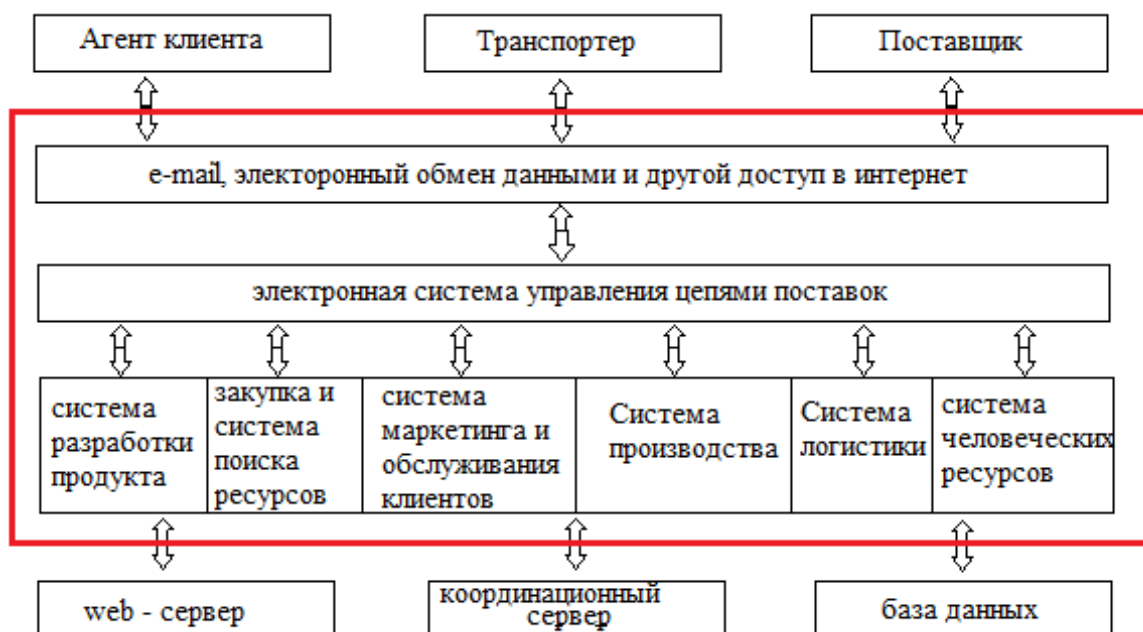 Агент клиента
Транспортер
Поставщик
e-mail, электоронный обмен данными и другой доступ в интернет
электронная система управления цепями поставок
система
разработки
продукта
закупка и
система
поиска
ресурсов
система
маркетинга и
обслуживания
клиентов
Система
производства
Система
логистики
система
человеческих
ресурсов
web - сервер
координационный
сервер
база данных